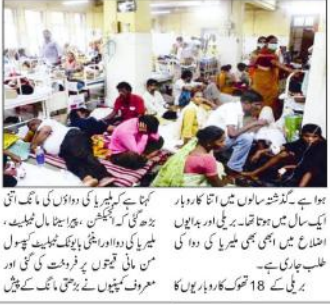 ہوا ہے گذشتہ سالوں میں اتنا کاروبار
ایک سال میں ہوتا تھا۔ بریلی اور بدایوں
اضلاع میں ابھی بھی ملیریا کی دوا کی
طلب جاری ہے۔
بریلی کے 18 تھوک کاروباریوں کا
کہنا ہے کہ ملیریا کی دواؤں کی مانگ اتنی
بڑھ گئی کہ انجیکشن، پیراسیٹا مال ٹیبلیٹ،
ملیریا کی دوا اور اینٹی بایوٹک ٹیبلیٹ کیپسول
من مانی قیمتوں پر فروخت کی گئی اور
معروف کمپنیوں نے بڑھتی مانگ کے پیش